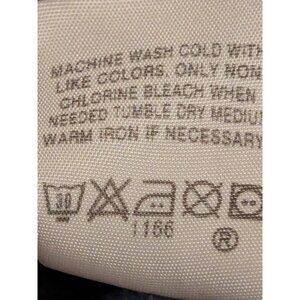 MACHINE WASH COLD WITH
LIKE COLORS. ONLY NON
CHLORINE BLEACH WHEN
NEEDED TUMBLE DRY MEDIUM
WARM IRON IF NECESSARY
30
1166
®